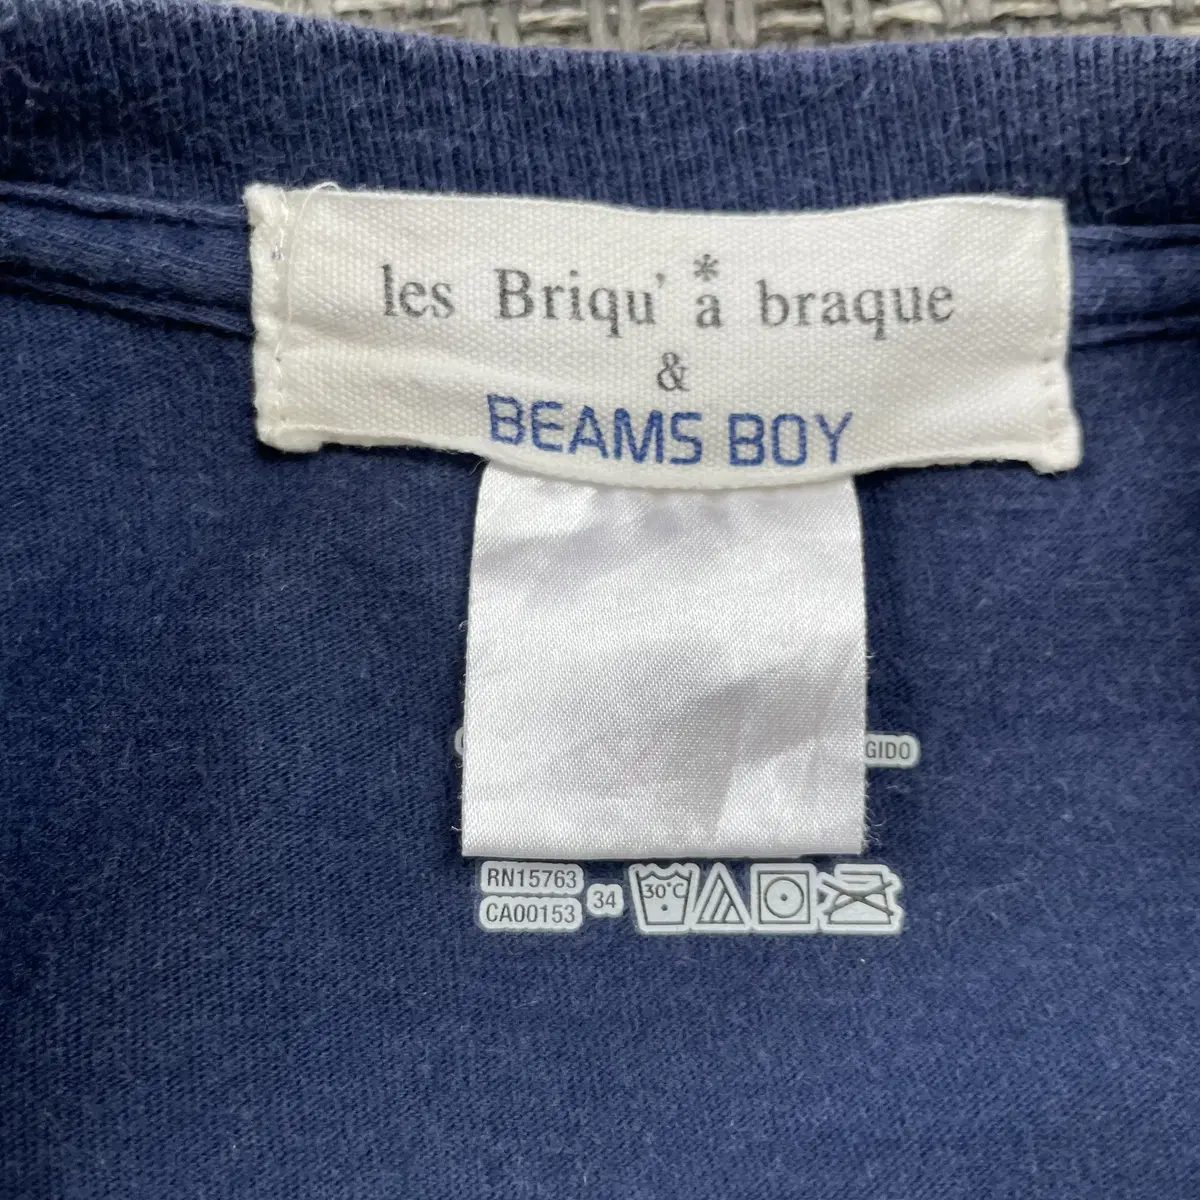 les Briqu' à* braque
&
BEAMS BOY
GIDO
RN15763
CA00153
34
30°C